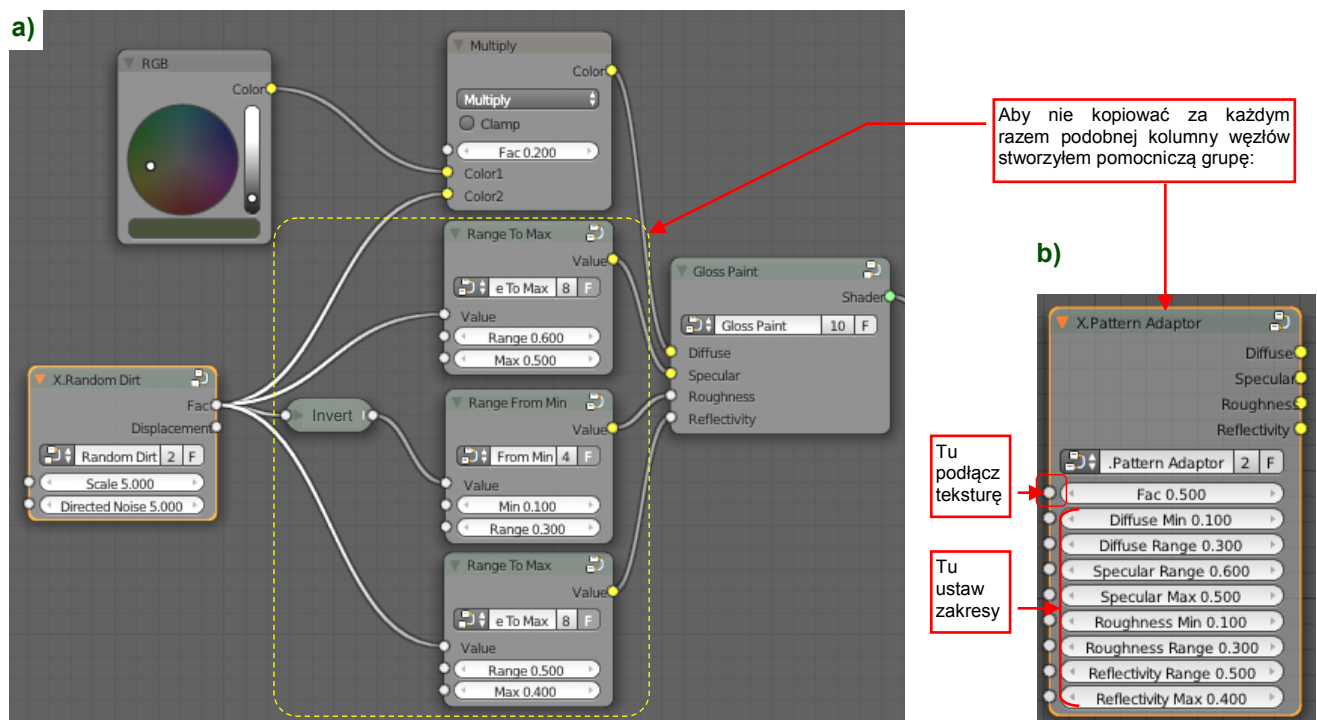 a)
RGB
Color
Multiply
Color
Multiply
Clamp
Fac 0.200
Color1
Color2
Range To Max
Value
e To Max 8 F
Value
Range 0.600
Max 0.500
X.Random Dirt
Fac
Displacement
Random Dirt 2 F
Scale 5.000
Directed Noise 5.000
Invert
Range From Min
Value
From Min 4 F
Value
Min 0.100
Range 0.300
Range To Max
Value
e To Max 8 F
Value
Range 0.500
Max 0.400
Gloss Paint
Shader
Gloss Paint 10 F
Diffuse
Specular
Roughness
Reflectivity
Aby nie kopiować za każdym
razem podobnej kolumny węzłów
stworzyłem pomocniczą grupę:
b)
X.Pattern Adaptor
Diffuse
Specular
Roughness
Reflectivity
.Pattern Adaptor 2 F
Fac 0.500
Diffuse Min 0.100
Diffuse Range 0.300
Specular Range 0.600
Specular Max 0.500
Roughness Min 0.100
Roughness Range 0.300
Reflectivity Range 0.500
Reflectivity Max 0.400
Tu
podłącz
teksturę
Tu
ustaw
zakresy